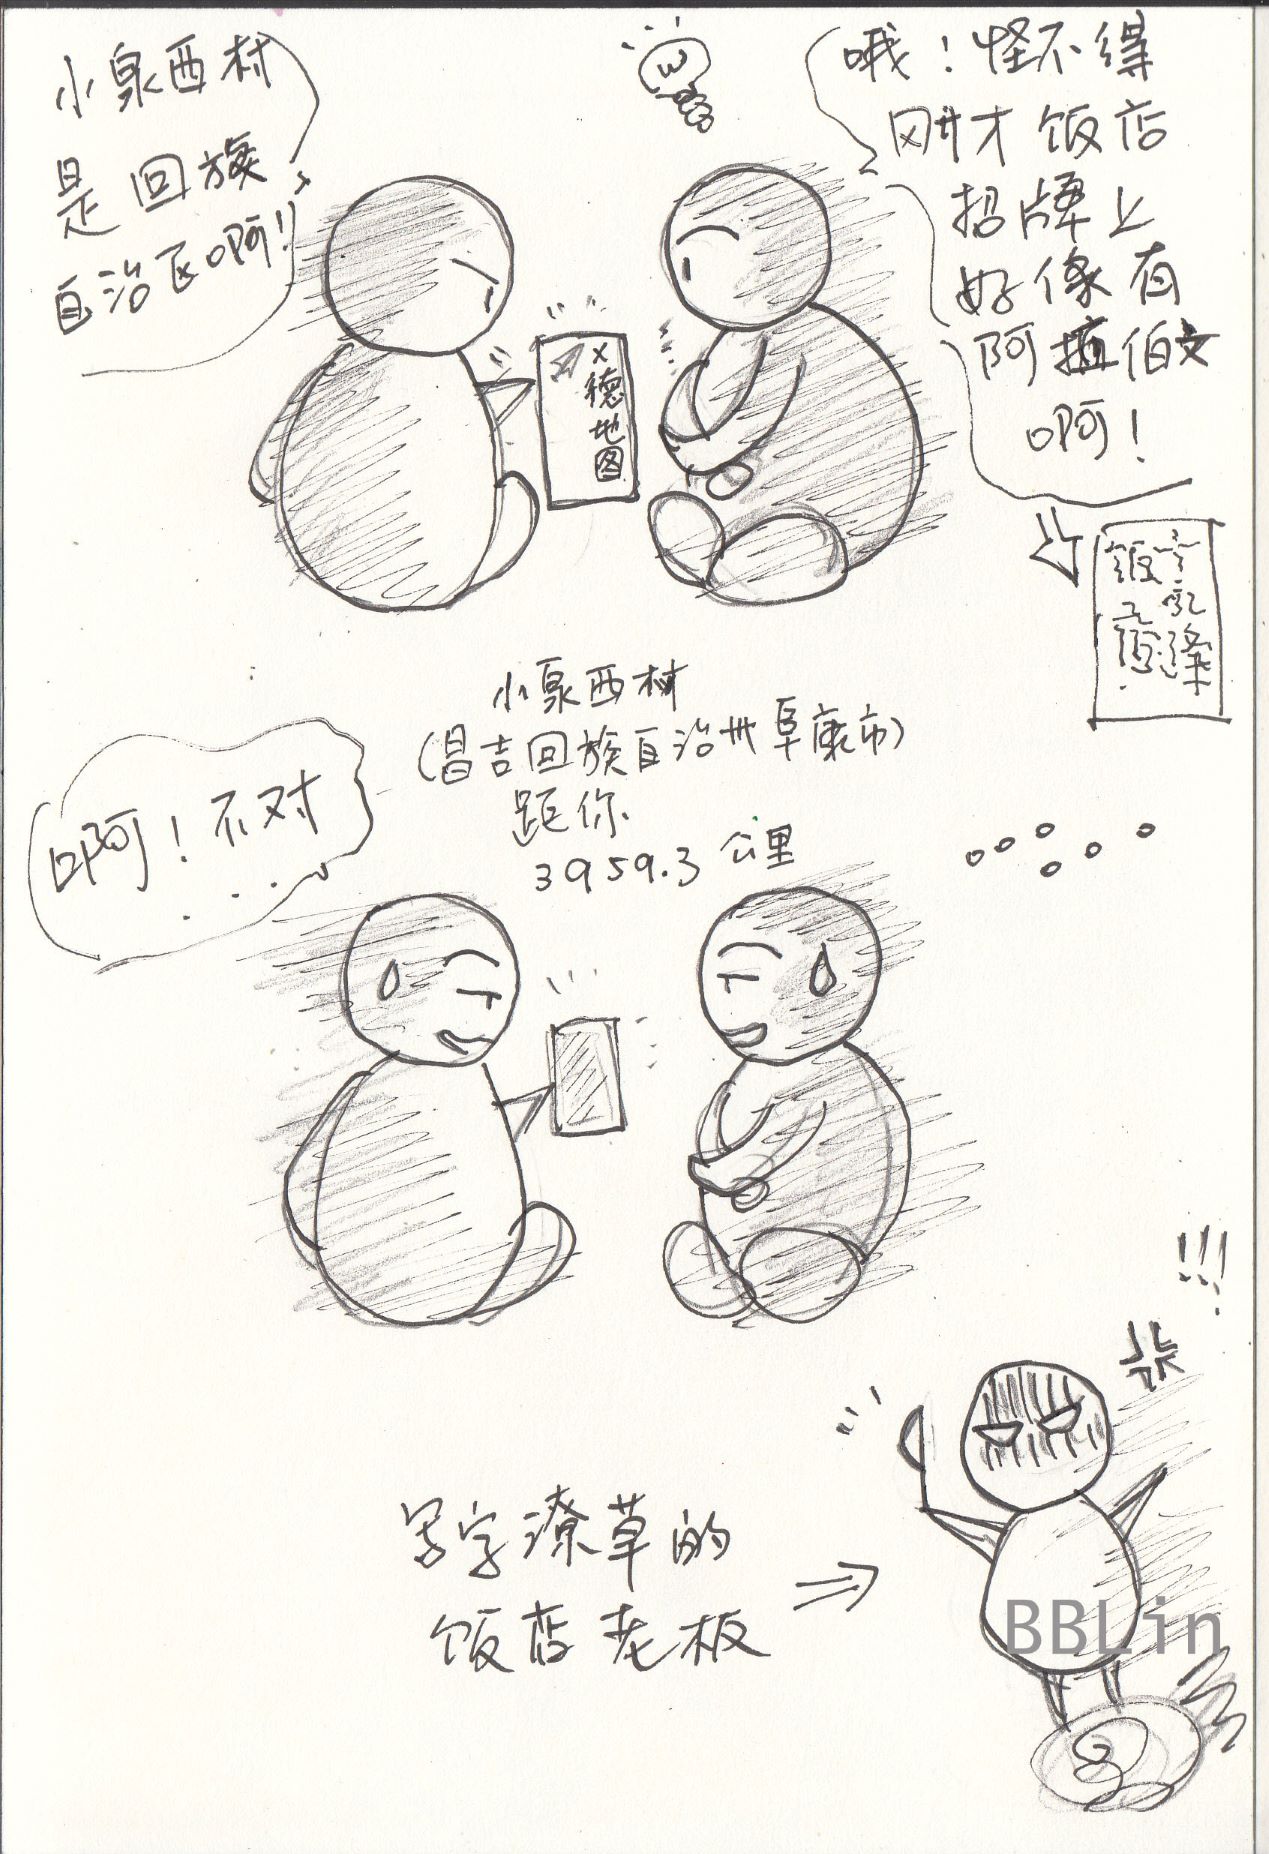 小泉西村
是回族
自治区啊!
哦！怪不得
刚才饭店
招牌上
好像有
阿拉伯文
啊！
X德地图
小泉西村
(昌吉回族自治州阜康市)
距你
3959.3 公里
啊！不对
...
!!!
写字潦草的
饭店老板
BBLin